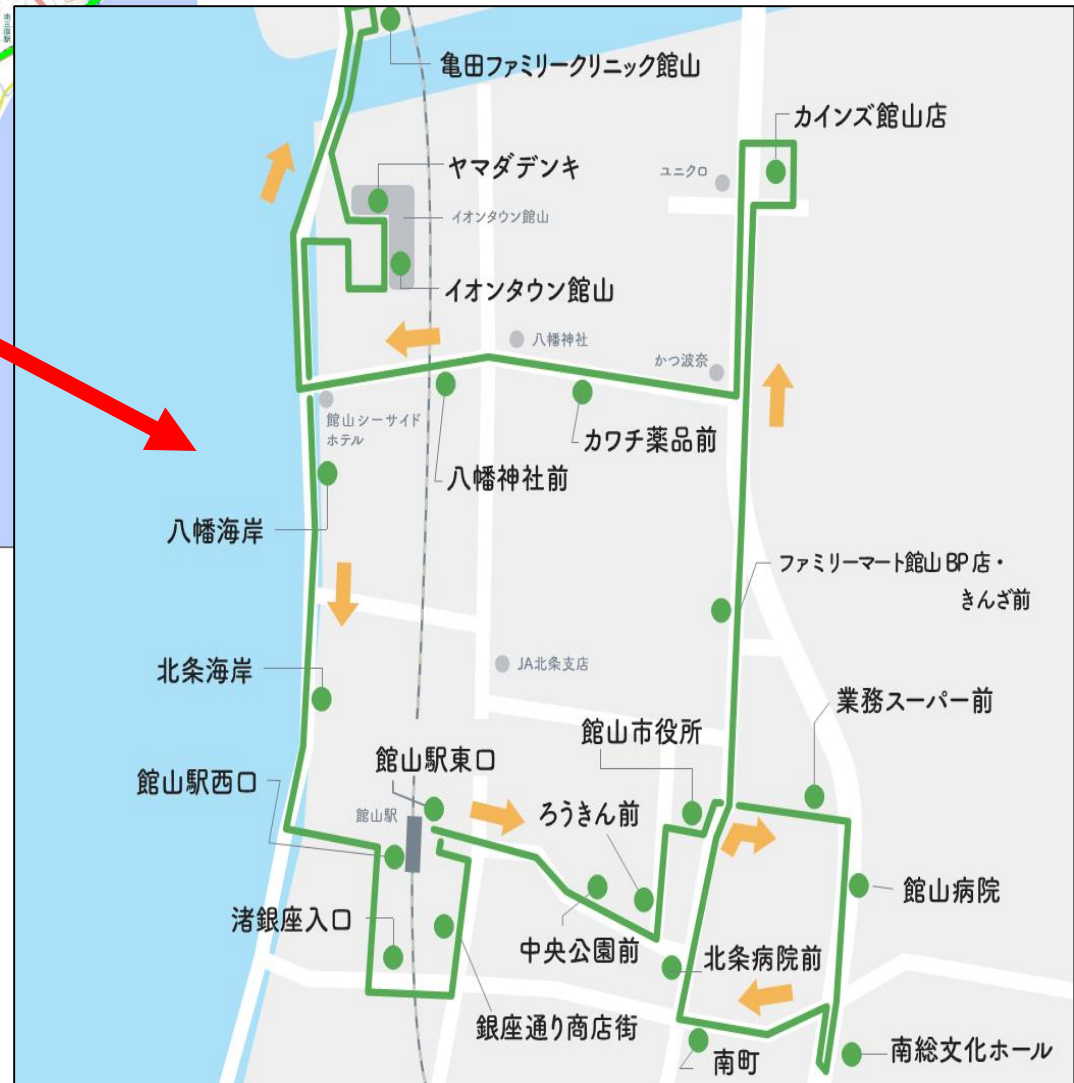 亀田ファミリークリニック館山
カインズ館山店
ヤマダデンキ
ユニクロ
イオンタウン館山
イオンタウン館山
八幡神社
かつ波奈
館山シーサイド
ホテル
カワチ薬品前
八幡神社前
八幡海岸
ファミリーマート館山BP店・
きんざ前
北条海岸
JA北条支店
業務スーパー前
館山市役所
館山駅東口
館山駅西口
館山駅
ろうきん前
館山病院
渚銀座入口
中央公園前
北条病院前
銀座通り商店街
南町
南総文化ホール